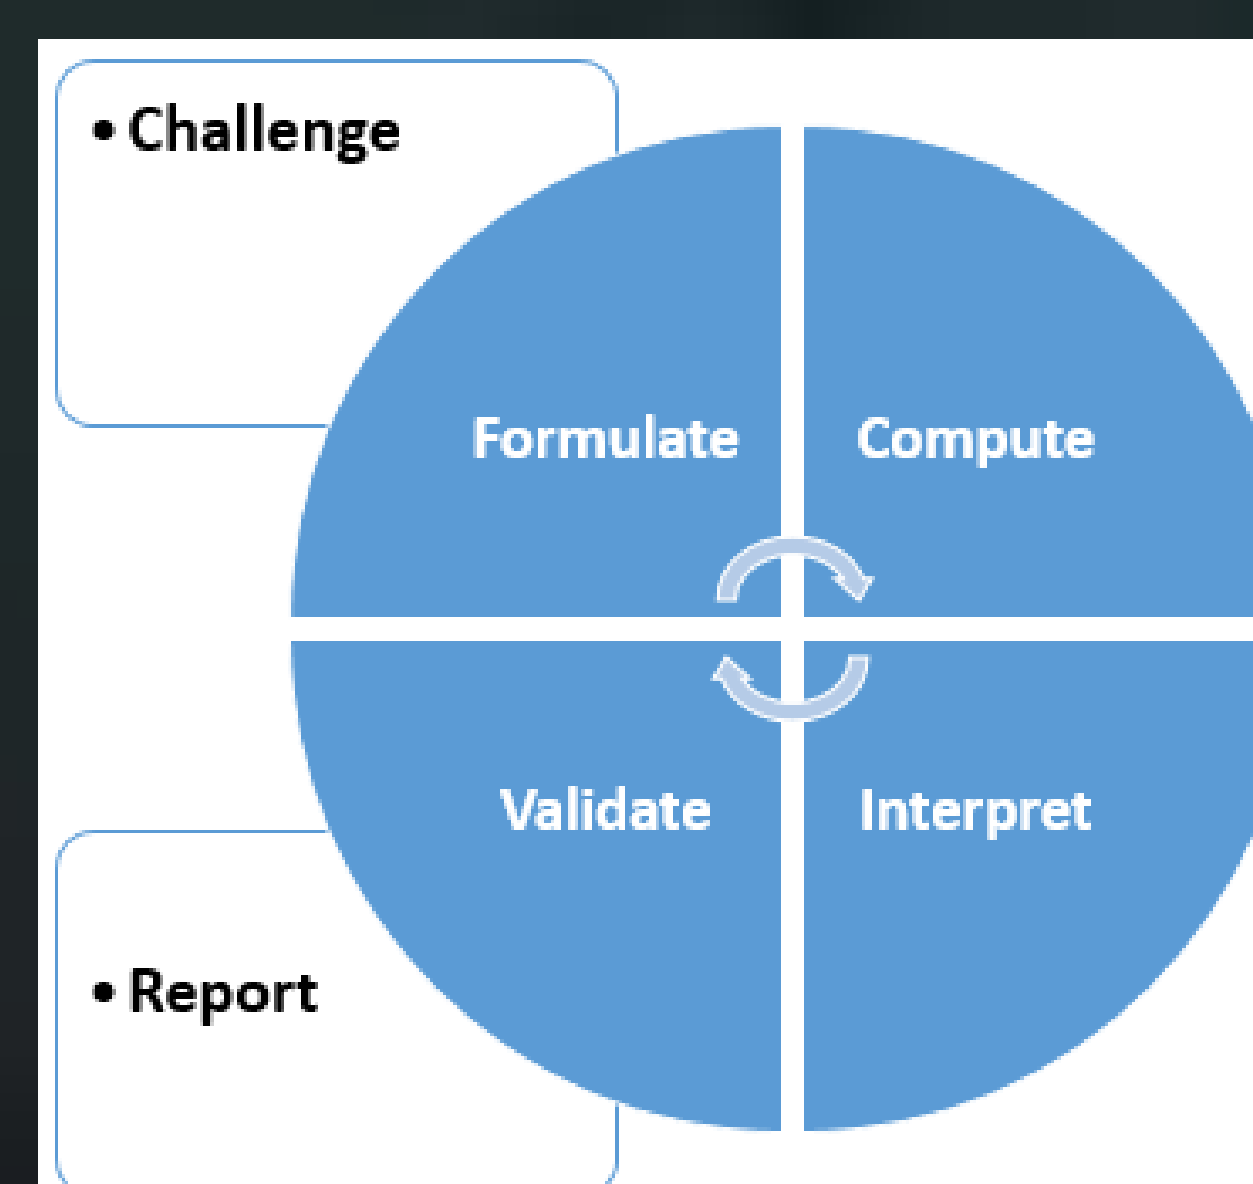 • Challenge
Formulate
Compute
Validate
Interpret
• Report